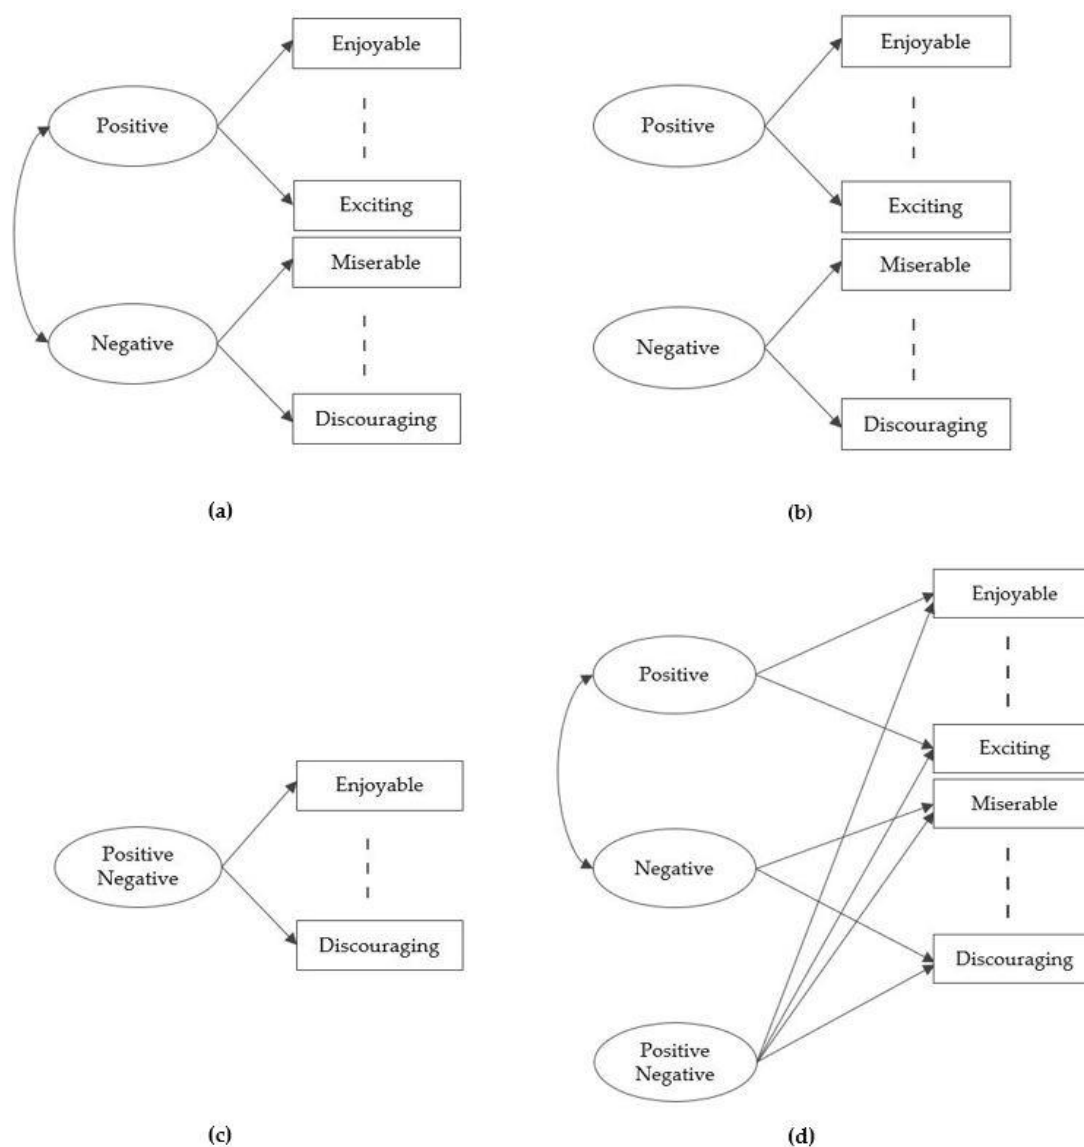 Enjoyable
Positive
Exciting
Miserable
Negative
Discouraging
(a)
Enjoyable
Positive
Exciting
Miserable
Negative
Discouraging
(b)
Enjoyable
Positive
Negative
Discouraging
(c)
Enjoyable
Positive
Exciting
Miserable
Negative
Discouraging
Positive
Negative
(d)